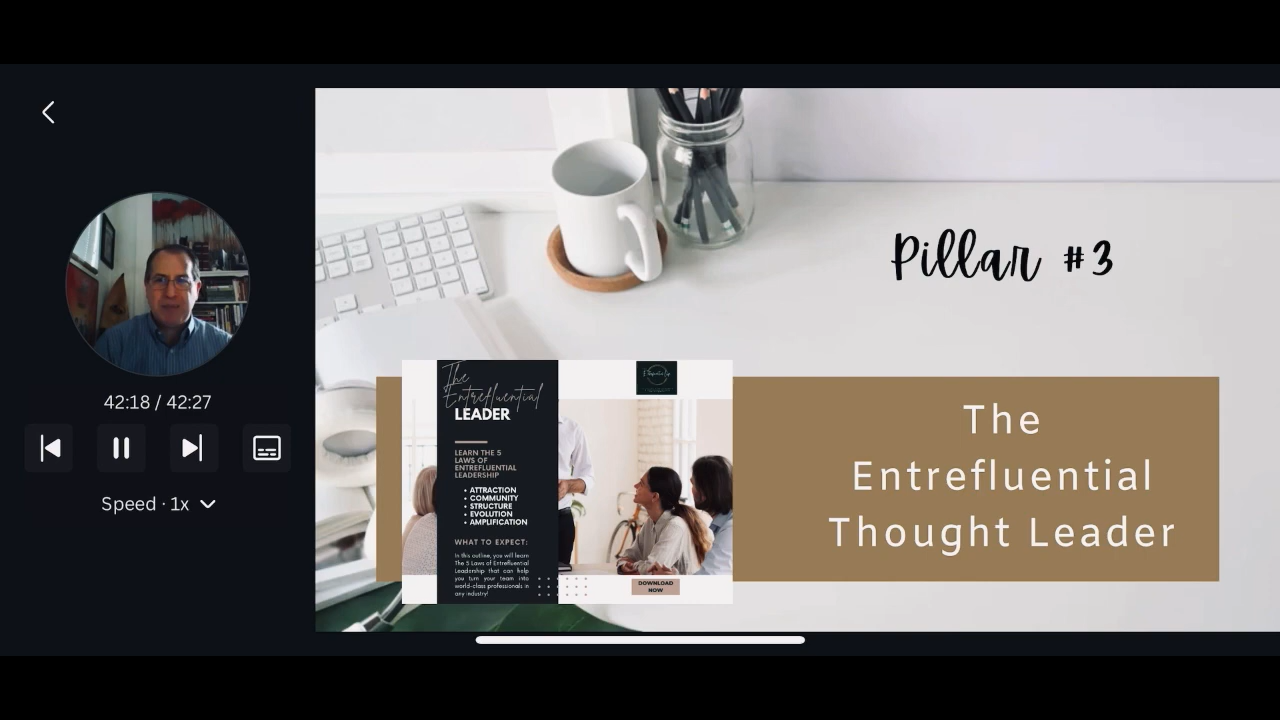 42:18 / 42:27
Speed · 1x
Pillar #3
The
Entrefluential
Thought Leader
The
Entrefluential
LEADER
LEARN THE 5
LAWS OF
ENTREFLUENTIAL
LEADERSHIP
• ATTRACTION
• COMMUNITY
• STRUCTURE
• EVOLUTION
• AMPLIFICATION
WHAT TO EXPECT:
In this outline, you will learn
The 5 Laws of Entrefluential
Leadership that can help
you turn your team into
world-class professionals in
any industry!
DOWNLOAD
NOW